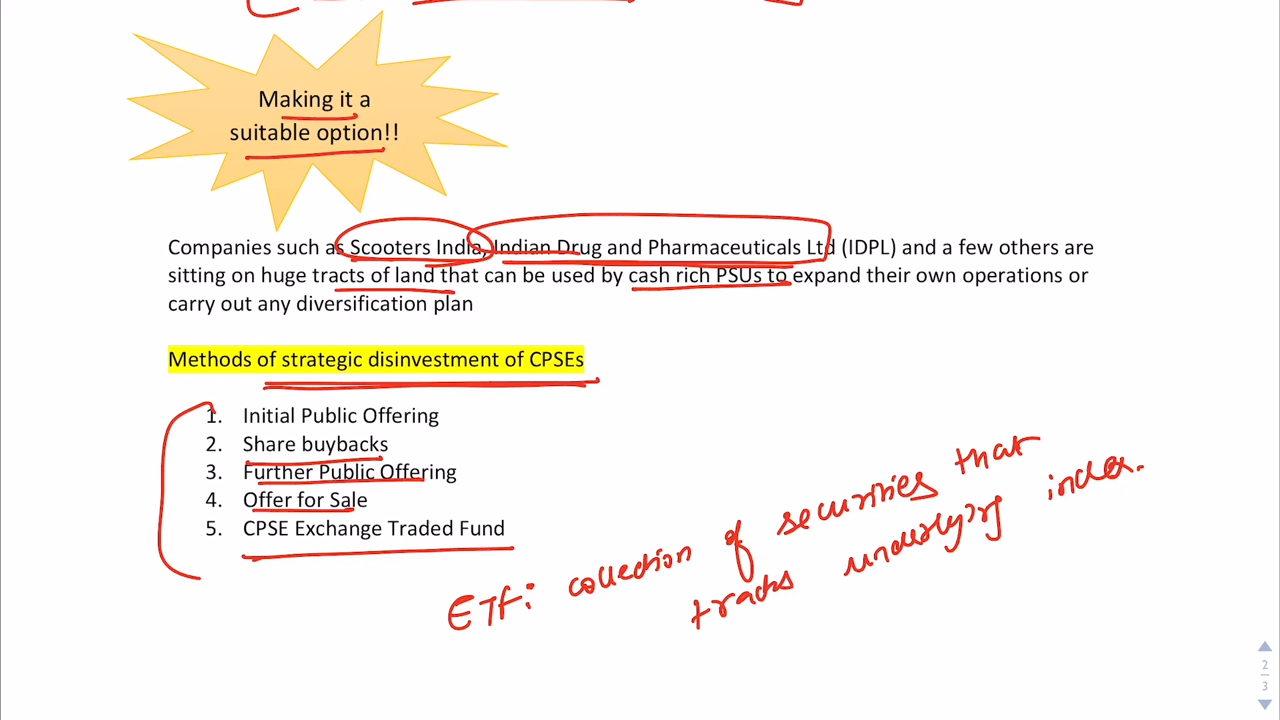 Making it a
suitable option!!
Companies such as Scooters India, Indian Drug and Pharmaceuticals Ltd (IDPL) and a few others are
sitting on huge tracts of land that can be used by cash rich PSUs to expand their own operations or
carry out any diversification plan
Methods of strategic disinvestment of CPSEs
1. Initial Public Offering
2. Share buybacks
3. Further Public Offering
4. Offer for Sale
5. CPSE Exchange Traded Fund
ETF: collection of securities that
tracks underlying index.
2
3